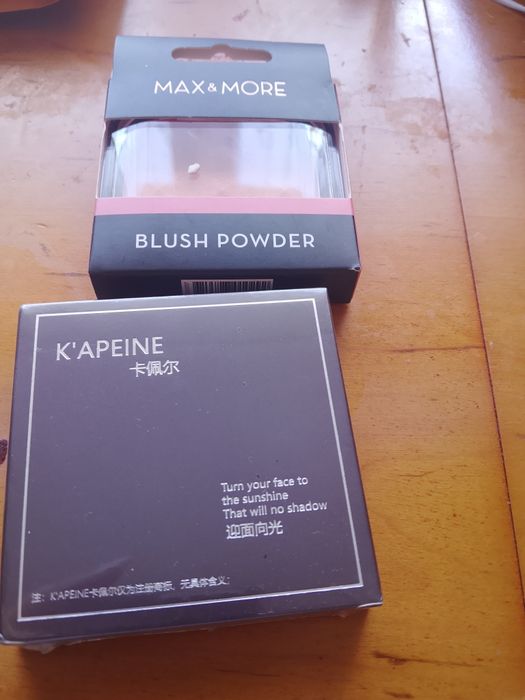 MAX & MORE
BLUSH POWDER
K'APEINE
卡佩尔
Turn your face to
the sunshine
That will no shadow
迎面向光
注：K'APEINE卡佩尔仅为注册商标，无具体含义；